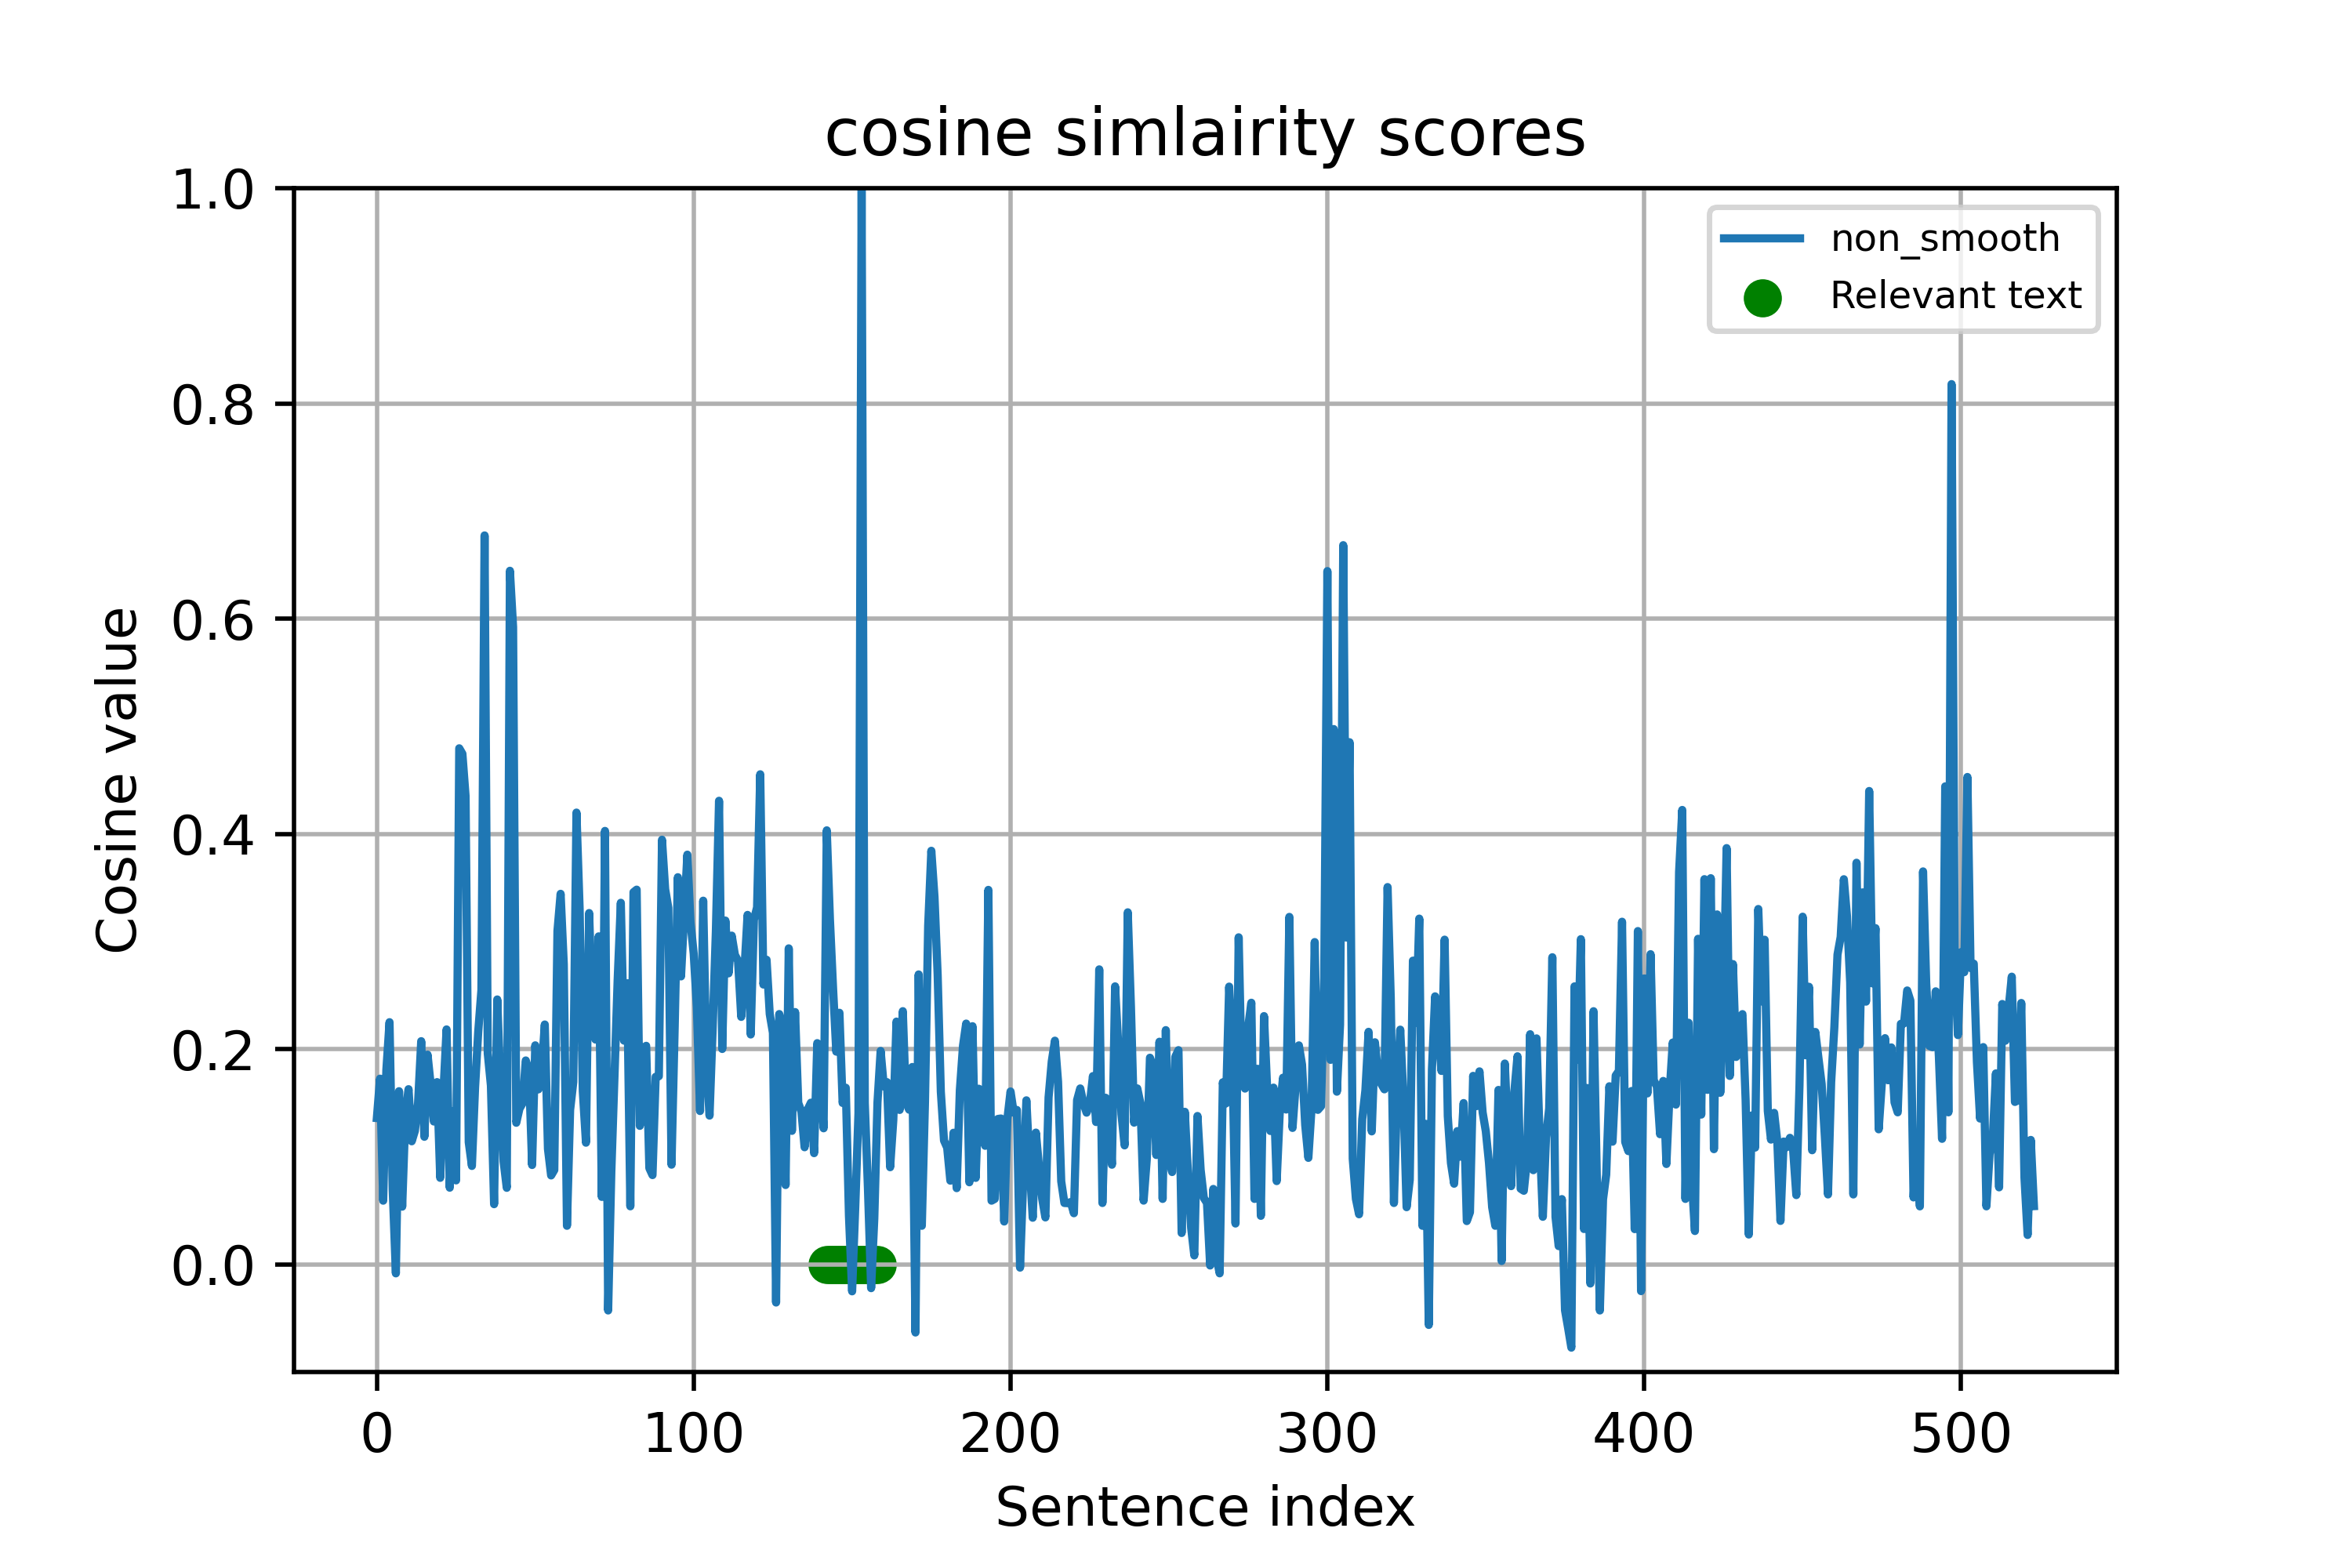 cosine simlairity scores
1.0
0.8
0.6
0.4
0.2
0.0
Cosine value
non_smooth
Relevant text
0 100 200 300 400 500
Sentence index